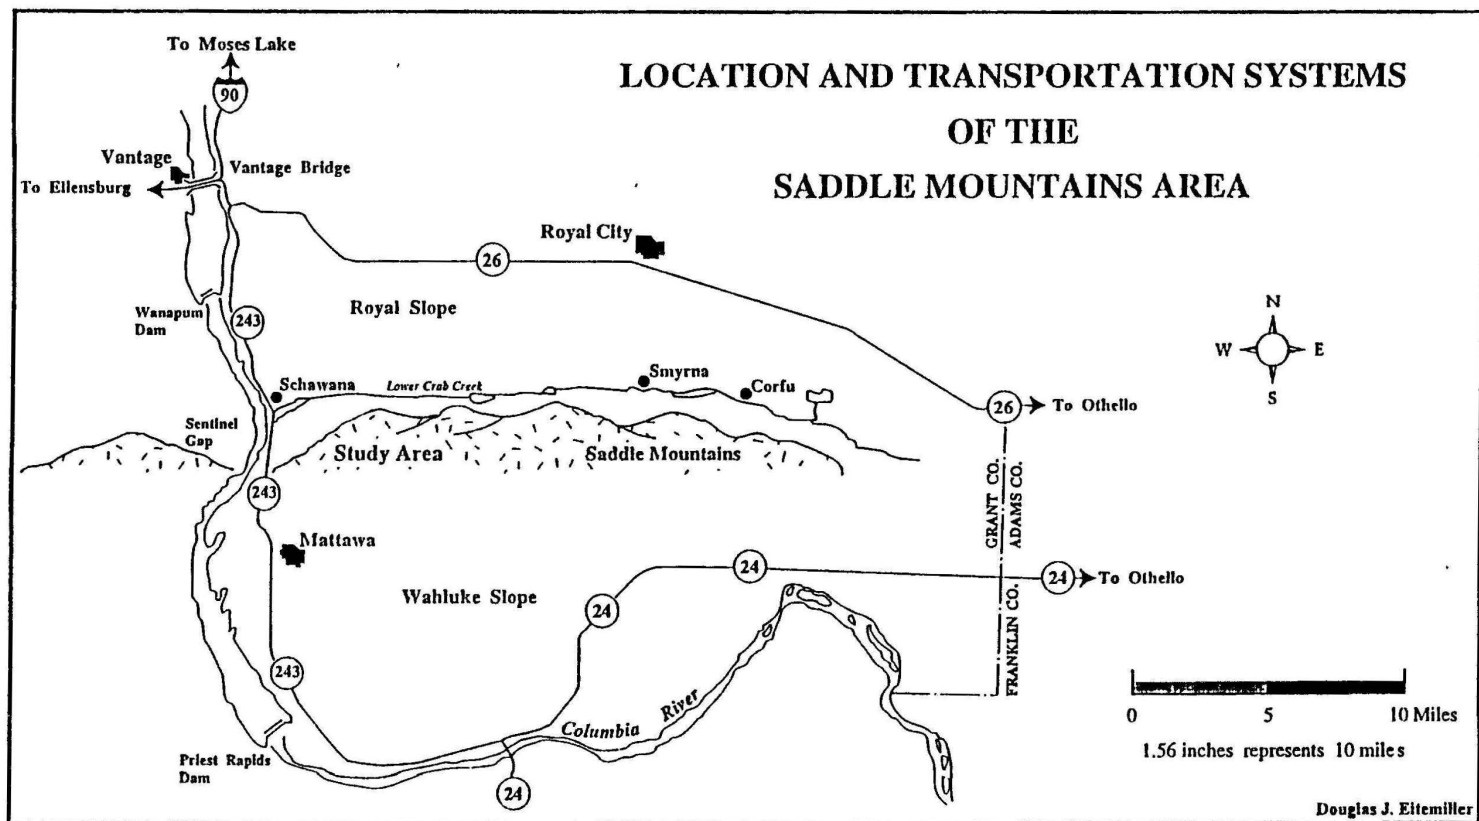 LOCATION AND TRANSPORTATION SYSTEMS
OF THE
SADDLE MOUNTAINS AREA
To Moses Lake
90
Vantage
Vantage Bridge
To Ellensburg
Royal City
26
Royal Slope
Wanapum
Dam
243
N
W
E
S
Schawana
Lower Crab Creek
Smyrna
Corfu
26
To Othello
Sentinel
Gap
Study Area
Saddle Mountains
243
GRANT CO.
ADAMS CO.
Mattawa
24
24
To Othello
Wahluke Slope
24
FRANKLIN CO.
243
Columbia
River
Priest Rapids
Dam
24
0
5
10 Miles
1.56 inches represents 10 miles
Douglas J. Eitemiller